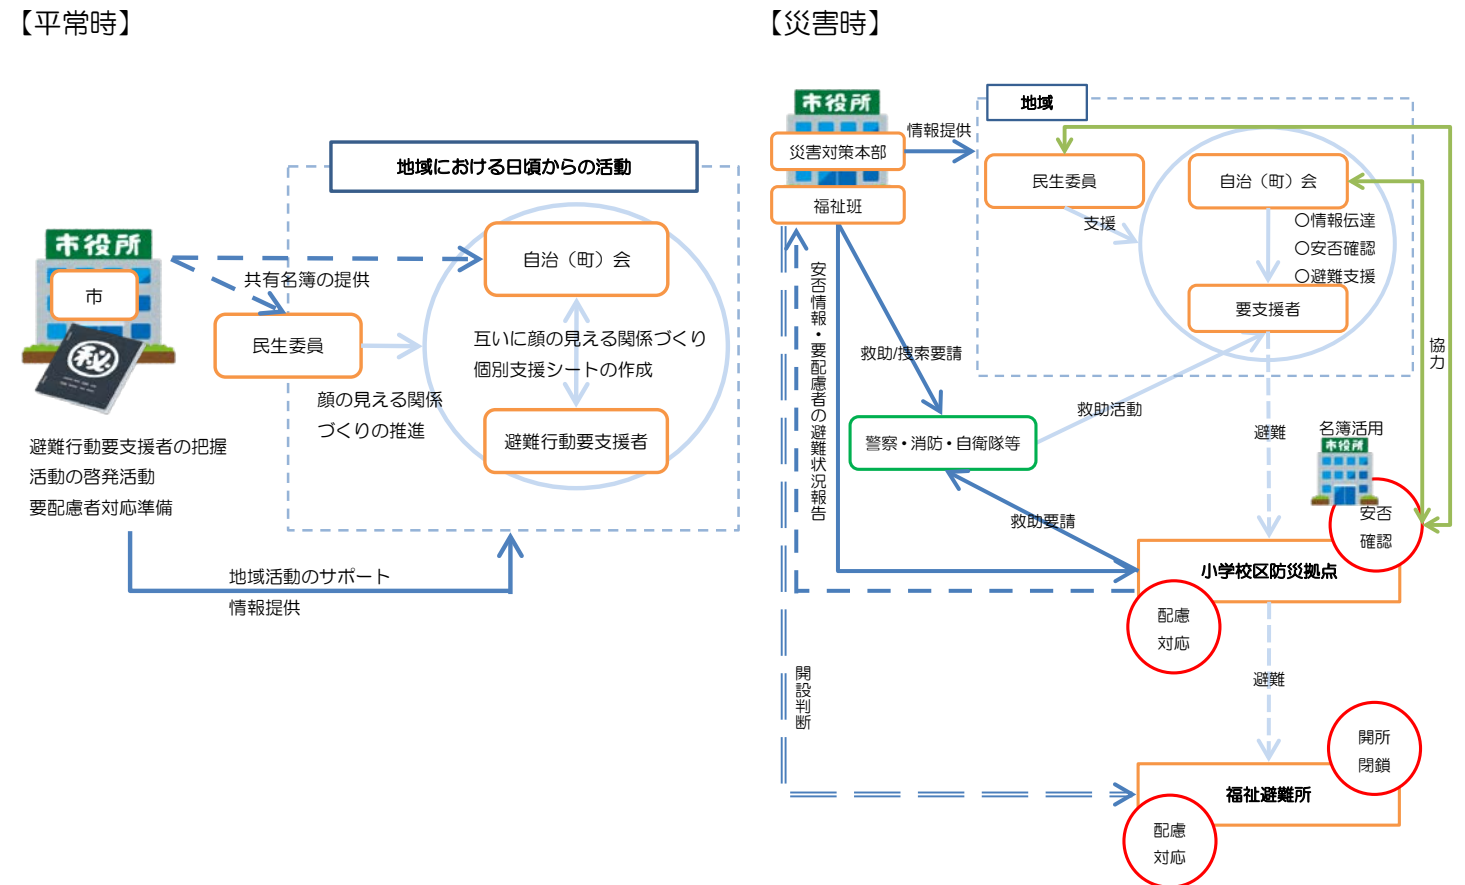 【平常時】
地域における日頃からの活動
市役所
市
㊙
共有名簿の提供
自治（町）会
民生委員
互いに顔の見える関係づくり
個別支援シートの作成
顔の見える関係
づくりの推進
避難行動要支援者
避難行動要支援者の把握
活動の啓発活動
要配慮者対応準備
地域活動のサポート
情報提供
【災害時】
市役所
災害対策本部
福祉班
情報提供
地域
民生委員
自治（町）会
支援
〇情報伝達
〇安否確認
〇避難支援
要支援者
安否情報・要配慮者の避難状況報告
救助/捜索要請
協力
救助活動
警察・消防・自衛隊等
避難
名簿活用
市役所
安否
確認
救助要請
小学校区防災拠点
配慮
対応
開設判断
避難
開所
閉鎖
福祉避難所
配慮
対応